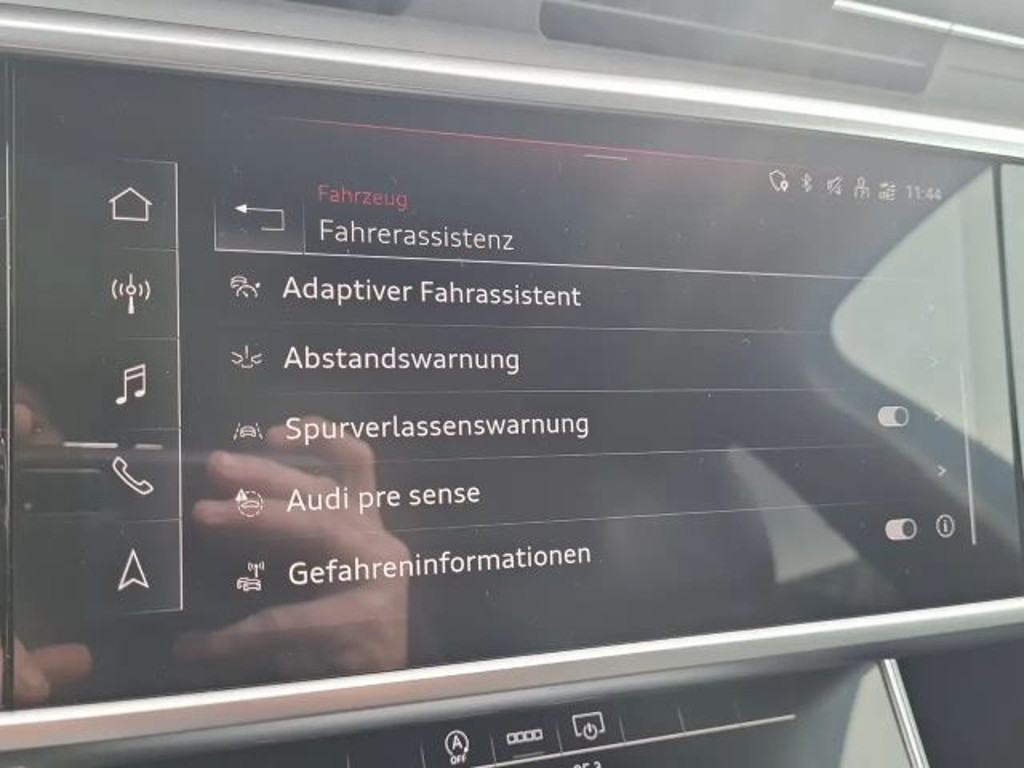 11:44
Fahrzeug
Fahrerassistenz
Adaptiver Fahrassistent
Abstandswarnung
Spurverlassenswarnung
Audi pre sense
Gefahreninformationen
A
OFF